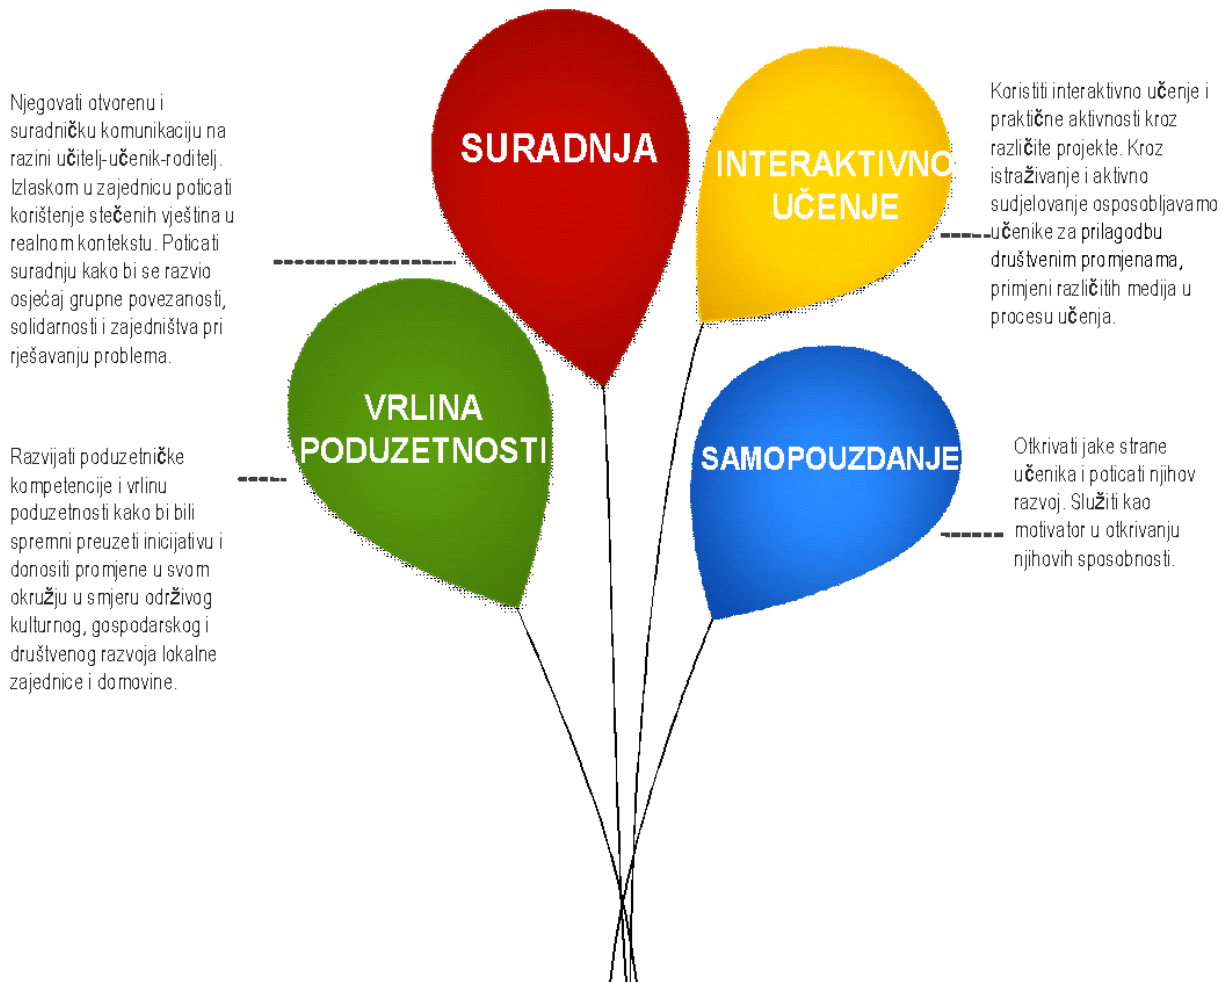 Njegovati otvorenu i
suradničku komunikaciju na
razini učitelj-učenik-roditelj.
Izlaskom u zajednicu poticati
korištenje stečenih vještina u
realnom kontekstu. Poticati
suradnju kako bi se razvio
osjećaj grupne povezanosti,
solidarnosti i zajedništva pri
rješavanju problema.
SURADNJA
INTERAKTIVNO
UČENJE
Koristiti interaktivno učenje i
praktične aktivnosti kroz
različite projekte. Kroz
istraživanje i aktivno
sudjelovanje osposobljavamo
učenike za prilagodbu
društvenim promjenama,
primjeni različitih medija u
procesu učenja.
VRLINA
PODUZETNOSTI
Razvijati poduzetničke
kompetencije i vrlinu
poduzetnosti kako bi bili
spremni preuzeti inicijativu i
donositi promjene u svom
okružju u smjeru održivog
kulturnog, gospodarskog i
društvenog razvoja lokalne
zajednice i domovine.
SAMOPOUZDANJE
Otkrivati jake strane
učenika i poticati njihov
razvoj. Služiti kao
motivator u otkrivanju
njihovih sposobnosti.